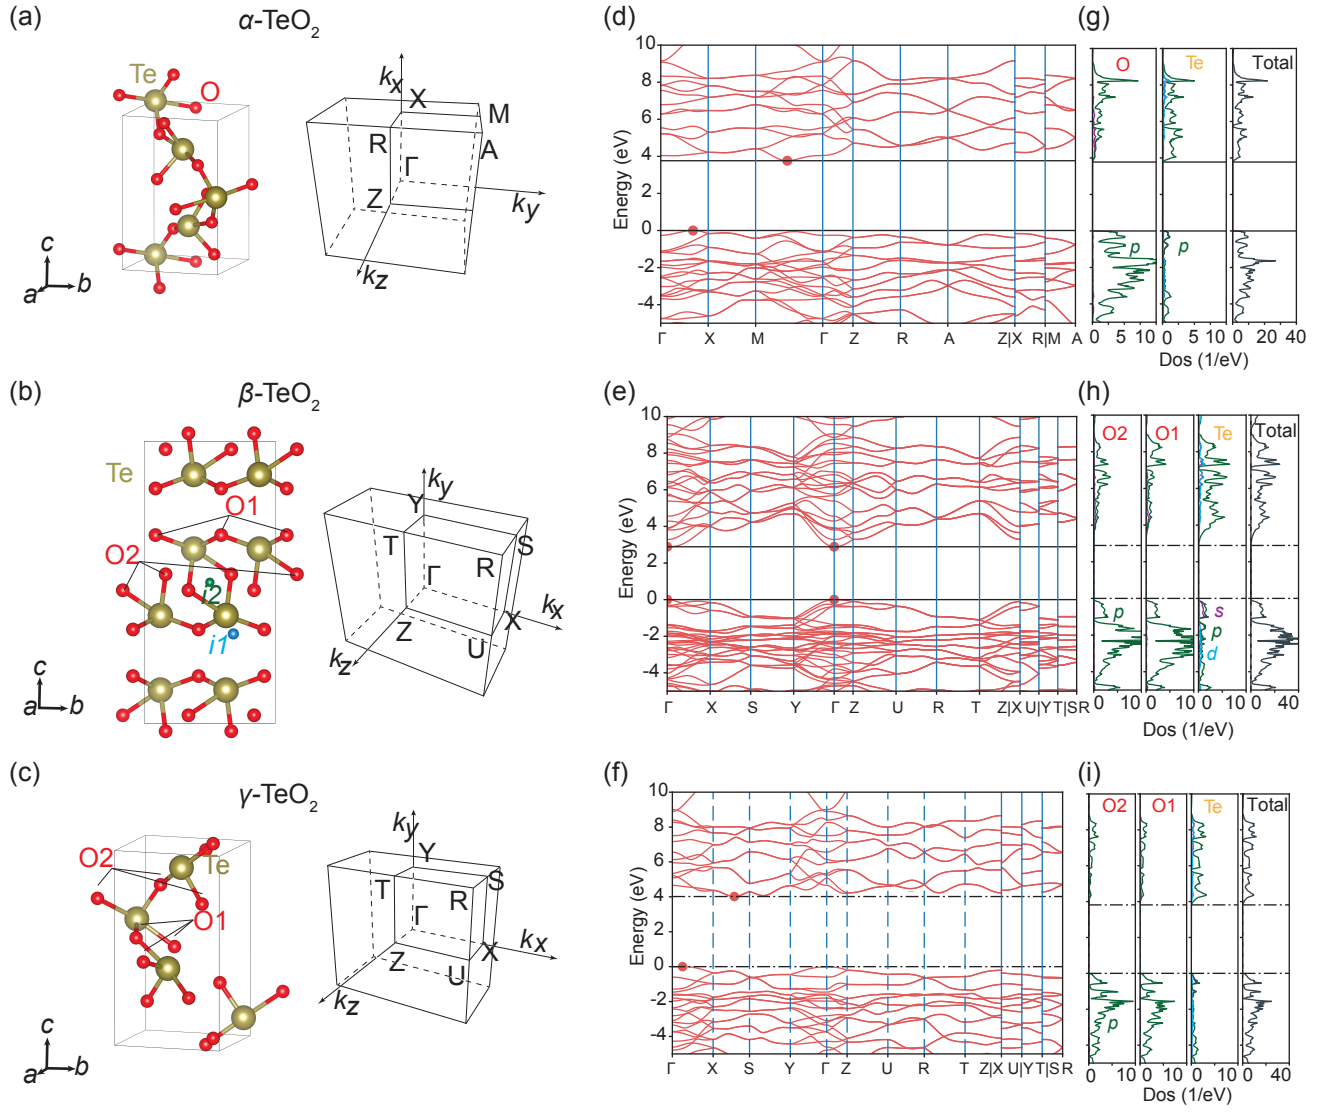 (a)
α-TeO2
Te
O
c
a
b
kx
X
M
R
A
Γ
Z
ky
kz
(d)
Energy (eV)
10
8
6
4
2
0
-2
-4
Γ X M Γ Z R A Z|X R|M A
(g)
O
Te
Total
p
p
0 5 10
0 5
0 20 40
Dos (1/eV)
(b)
β-TeO2
Te
O1
O2
i2
i1
c
a
b
ky
Y
S
T
R
Γ
kx
X
Z
U
kz
(e)
Energy (eV)
10
8
6
4
2
0
-2
-4
Γ X S Y Γ Z U R T Z|X U|Y T|S R
(h)
O2
O1
Te
Total
p
s
p
d
0 10
0 10
0 10
0 40
Dos (1/eV)
(c)
γ-TeO2
O2
Te
O1
c
a
b
ky
Y
S
T
R
Γ
kx
X
Z
U
kz
(f)
Energy (eV)
10
8
6
4
2
0
-2
-4
Γ X S Y Γ Z U R T Z|X U|Y T|S R
(i)
O2
O1
Te
Total
p
0 10
0 10
0 10
0 40
Dos (1/eV)